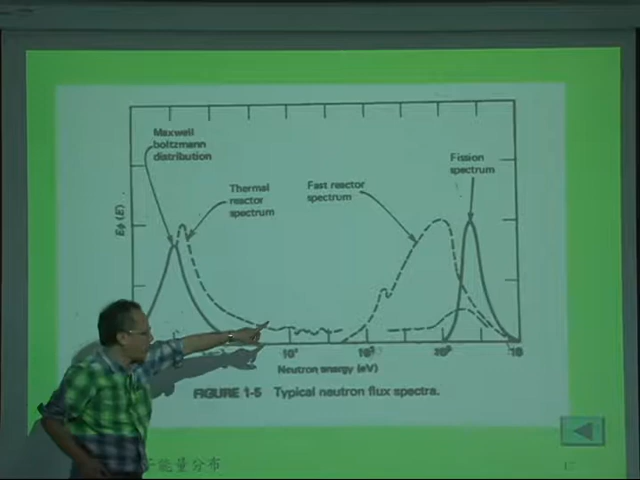 Maxwell
boltzmann
distribution
Thermal
reactor
spectrum
Fast reactor
spectrum
Fission
spectrum
Eϕ(E)
Neutron energy (eV)
FIGURE 1-5 Typical neutron flux spectra.
能量分布